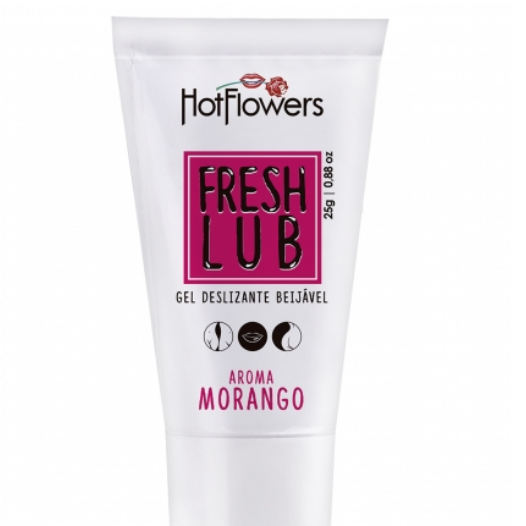 HotFlowers
FRESH
LUB
25g | 0,88 oz
GEL DESLIZANTE BEIJÁVEL
AROMA
MORANGO